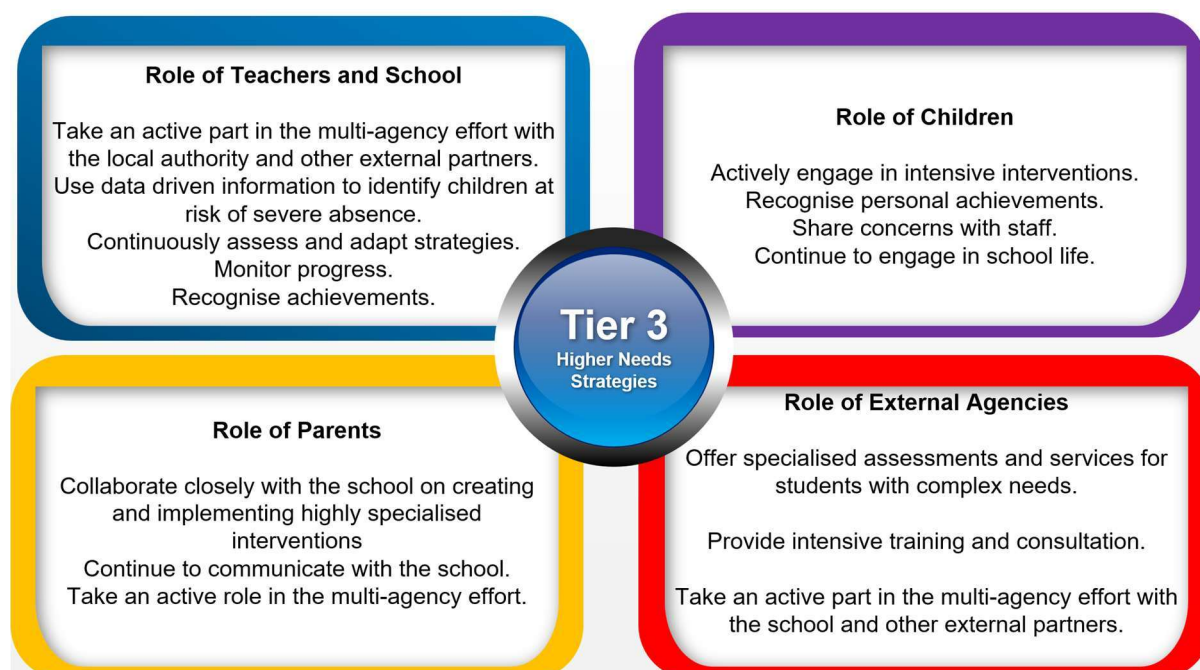 Role of Teachers and School
Take an active part in the multi-agency effort with
the local authority and other external partners.
Use data driven information to identify children at
risk of severe absence.
Continuously assess and adapt strategies.
Monitor progress.
Recognise achievements.
Role of Children
Actively engage in intensive interventions.
Recognise personal achievements.
Share concerns with staff.
Continue to engage in school life.
Tier 3
Higher Needs
Strategies
Role of Parents
Collaborate closely with the school on creating
and implementing highly specialised
interventions
Continue to communicate with the school.
Take an active role in the multi-agency effort.
Role of External Agencies
Offer specialised assessments and services for
students with complex needs.
Provide intensive training and consultation.
Take an active part in the multi-agency effort with
the school and other external partners.